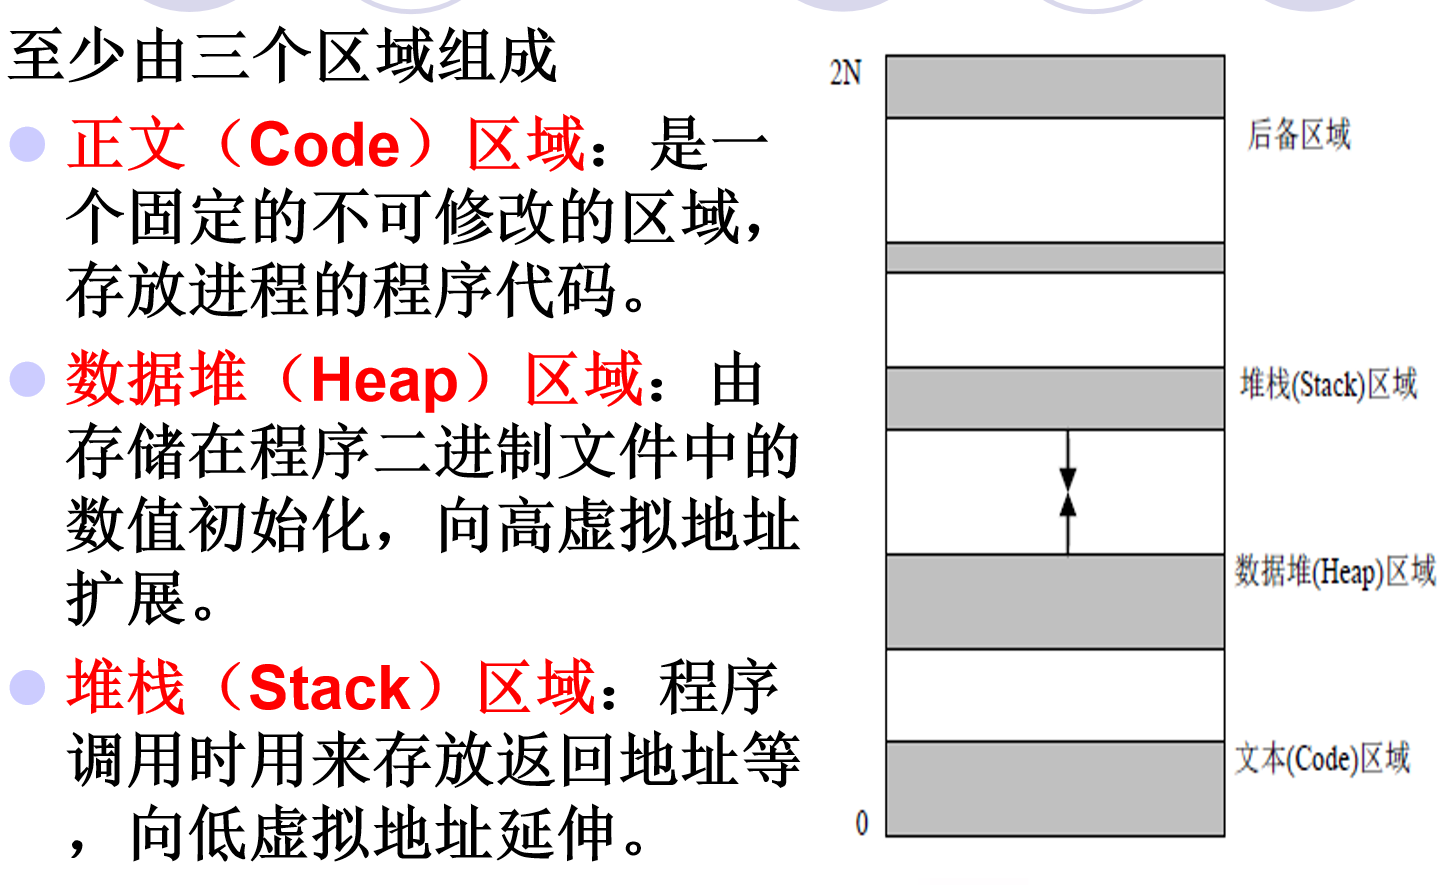 至少由三个区域组成
正文（Code）区域：是一
个固定的不可修改的区域，
存放进程的程序代码。
数据堆（Heap）区域：由
存储在程序二进制文件中的
数值初始化，向高虚拟地址
扩展。
堆栈（Stack）区域：程序
调用时用来存放返回地址等
，向低虚拟地址延伸。
2N
后备区域
堆栈(Stack)区域
数据堆(Heap)区域
文本(Code)区域
0